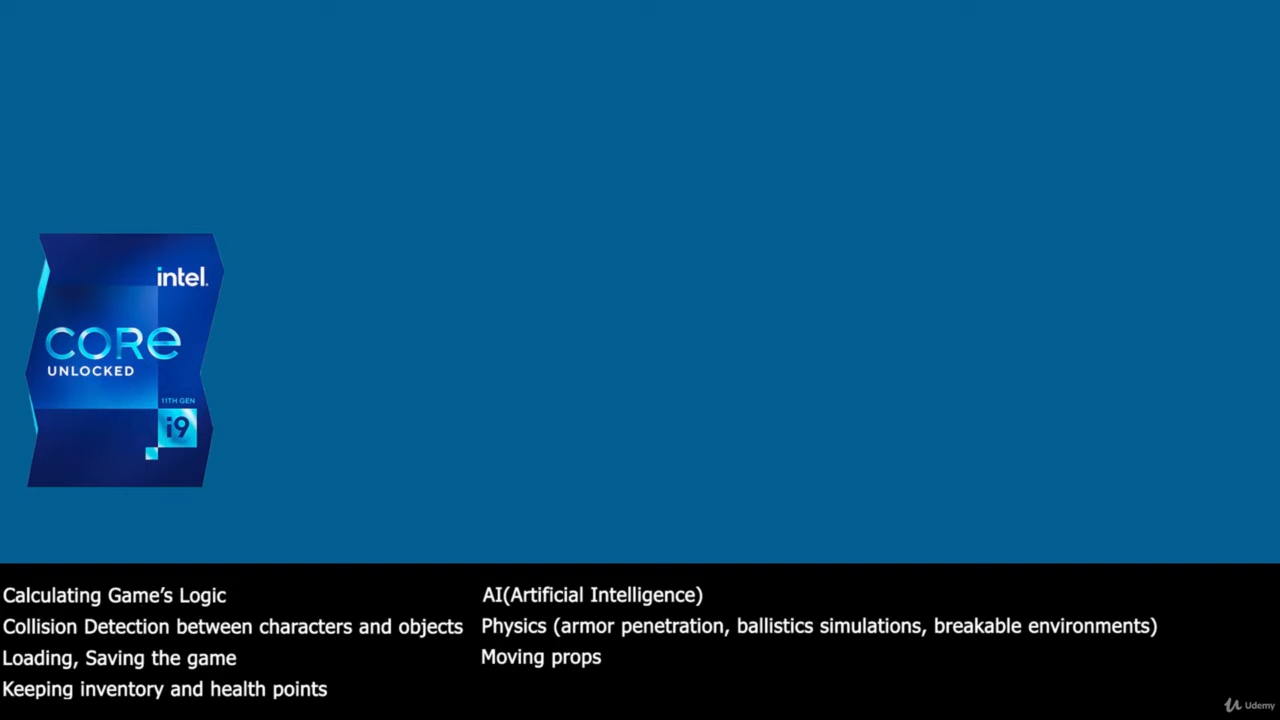 intel.
CORE
UNLOCKED
11TH GEN
i9
Calculating Game’s Logic
Collision Detection between characters and objects
Loading, Saving the game
Keeping inventory and health points
AI(Artificial Intelligence)
Physics (armor penetration, ballistics simulations, breakable environments)
Moving props
Udemy